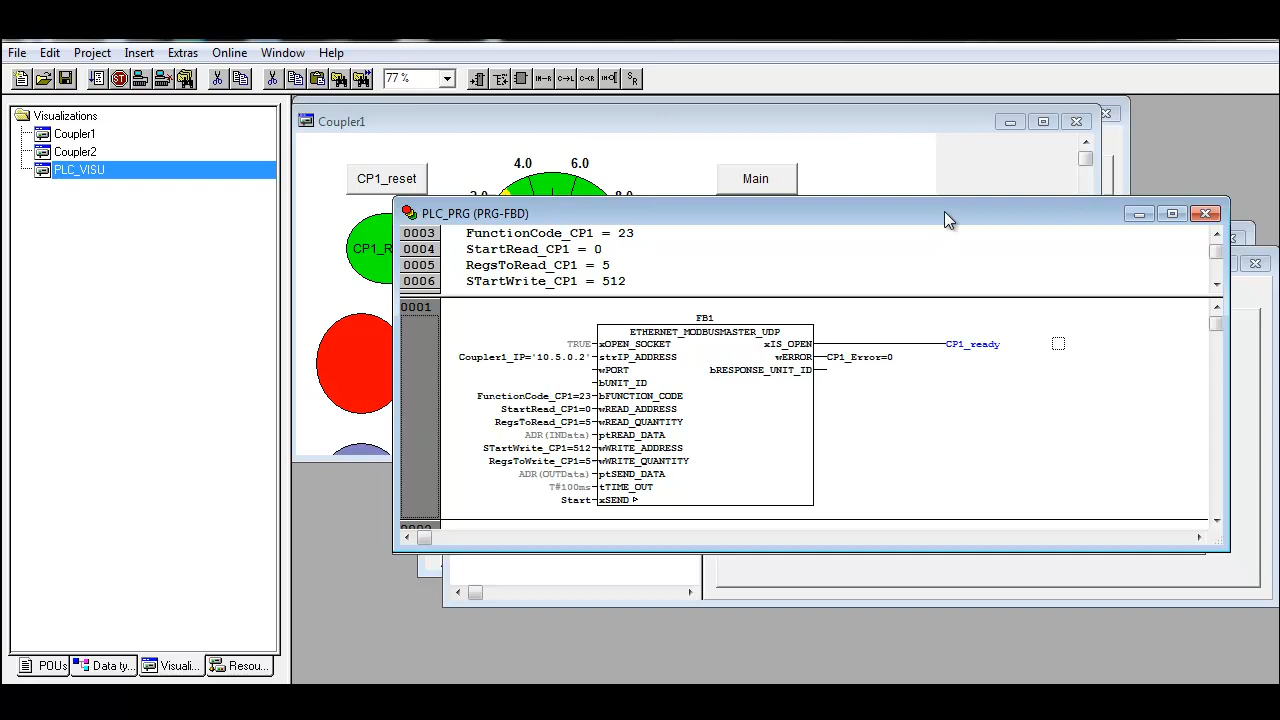 File Edit Project Insert Extras Online Window Help
77 %
Visualizations
Coupler1
Coupler2
PLC_VISU
POUs
Data ty...
Visuali...
Resou...
Coupler1
CP1_reset
4.0 6.0
Main
PLC_PRG (PRG-FBD)
0003 FunctionCode_CP1 = 23
0004 StartRead_CP1 = 0
0005 RegsToRead_CP1 = 5
0006 STartWrite_CP1 = 512
0001
FB1
ETHERNET_MODBUSMASTER_UDP
TRUE xOPEN_SOCKET xIS_OPEN CP1_ready
Coupler1_IP='10.5.0.2' strIP_ADDRESS wERROR CP1_Error=0
wPORT bRESPONSE_UNIT_ID
bUNIT_ID
FunctionCode_CP1=23 bFUNCTION_CODE
StartRead_CP1=0 wREAD_ADDRESS
RegsToRead_CP1=5 wREAD_QUANTITY
ADR(INData) ptREAD_DATA
STartWrite_CP1=512 wWRITE_ADDRESS
RegsToWrite_CP1=5 wWRITE_QUANTITY
ADR(OUTData) ptSEND_DATA
T#100ms tTIME_OUT
Start xSEND